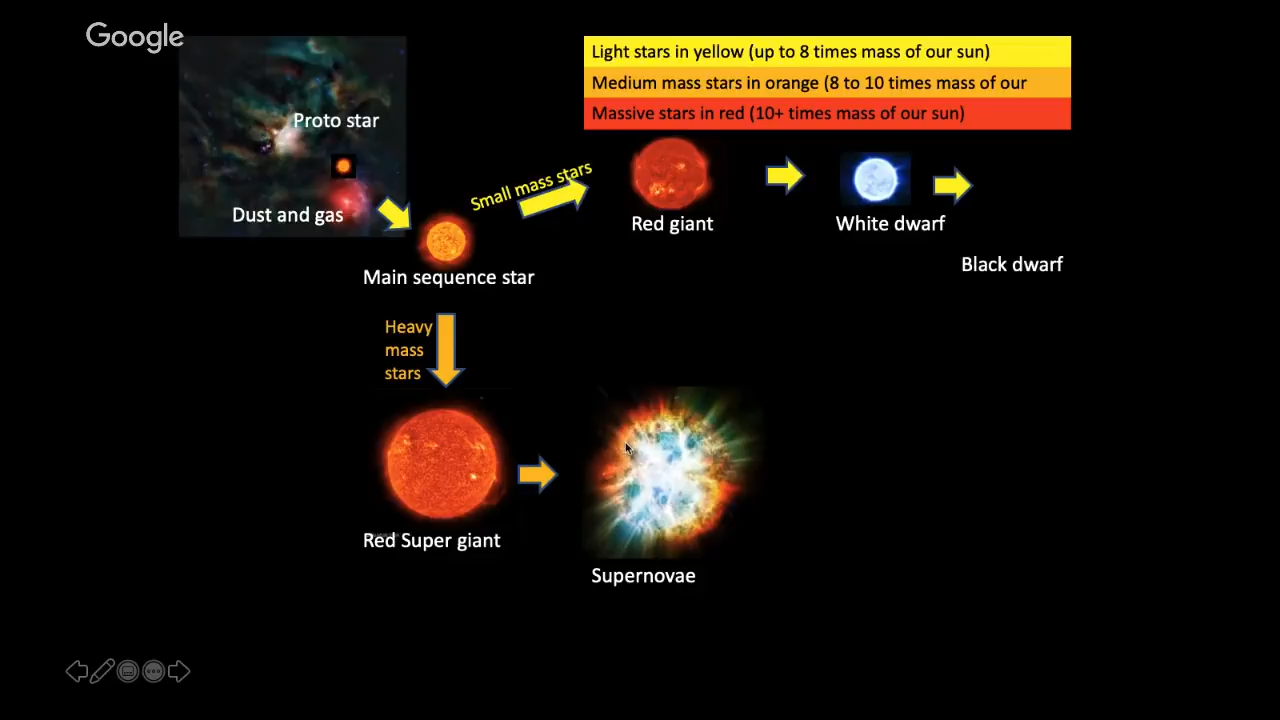 Google
Light stars in yellow (up to 8 times mass of our sun)
Medium mass stars in orange (8 to 10 times mass of our
Massive stars in red (10+ times mass of our sun)
Proto star
Dust and gas
Small mass stars
Red giant
White dwarf
Black dwarf
Main sequence star
Heavy
mass
stars
Red Super giant
Supernovae